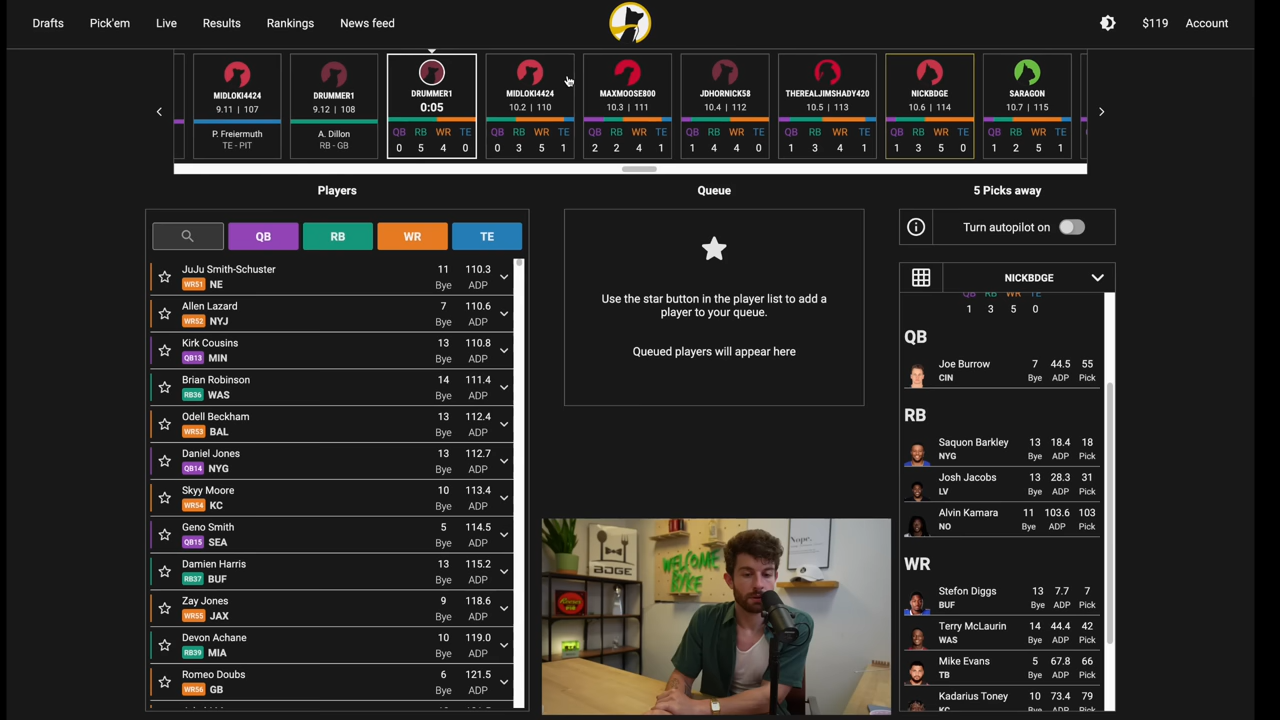 Drafts Pick'em Live Results Rankings News feed $119 Account
MIDLOKI4424 DRUMMER1 DRUMMER1 MIDLOKI4424 MAXMOOSE800 JDHORNICK58 THEREALJIMSHADY420 NICKBDGE SARAGON
9.11 | 107 9.12 | 108 0:05 10.2 | 110 10.3 | 111 10.4 | 112 10.5 | 113 10.6 | 114 10.7 | 115
P. Freiermuth A. Dillon QB RB WR TE QB RB WR TE QB RB WR TE QB RB WR TE QB RB WR TE QB RB WR TE QB RB WR TE
TE - PIT RB - GB 0 5 4 0 0 3 5 1 2 2 4 1 1 4 4 0 1 3 4 1 1 3 5 0 1 2 5 1
Players
QB RB WR TE
JuJu Smith-Schuster 11 110.3
WR51 NE Bye ADP
Allen Lazard 7 110.6
WR52 NYJ Bye ADP
Kirk Cousins 13 110.8
QB13 MIN Bye ADP
Brian Robinson 14 111.4
RB36 WAS Bye ADP
Odell Beckham 13 112.4
WR53 BAL Bye ADP
Daniel Jones 13 112.7
QB14 NYG Bye ADP
Skyy Moore 10 113.4
WR54 KC Bye ADP
Geno Smith 5 114.5
QB15 SEA Bye ADP
Damien Harris 13 115.2
RB37 BUF Bye ADP
Zay Jones 9 118.6
WR55 JAX Bye ADP
Devon Achane 10 119.0
RB39 MIA Bye ADP
Romeo Doubs 6 121.5
WR56 GB Bye ADP
Queue
Use the star button in the player list to add a
player to your queue.
Queued players will appear here
BDGE
WELCOME
Nope.
5 Picks away
Turn autopilot on
NICKBDGE
QB RB WR TE
1 3 5 0
QB
Joe Burrow 7 44.5 55
CIN Bye ADP Pick
RB
Saquon Barkley 13 18.4 18
NYG Bye ADP Pick
Josh Jacobs 13 28.3 31
LV Bye ADP Pick
Alvin Kamara 11 103.6 103
NO Bye ADP Pick
WR
Stefon Diggs 13 7.7 7
BUF Bye ADP Pick
Terry McLaurin 14 44.4 42
WAS Bye ADP Pick
Mike Evans 5 67.8 66
TB Bye ADP Pick
Kadarius Toney 10 73.4 79
KC Bye ADP Pick